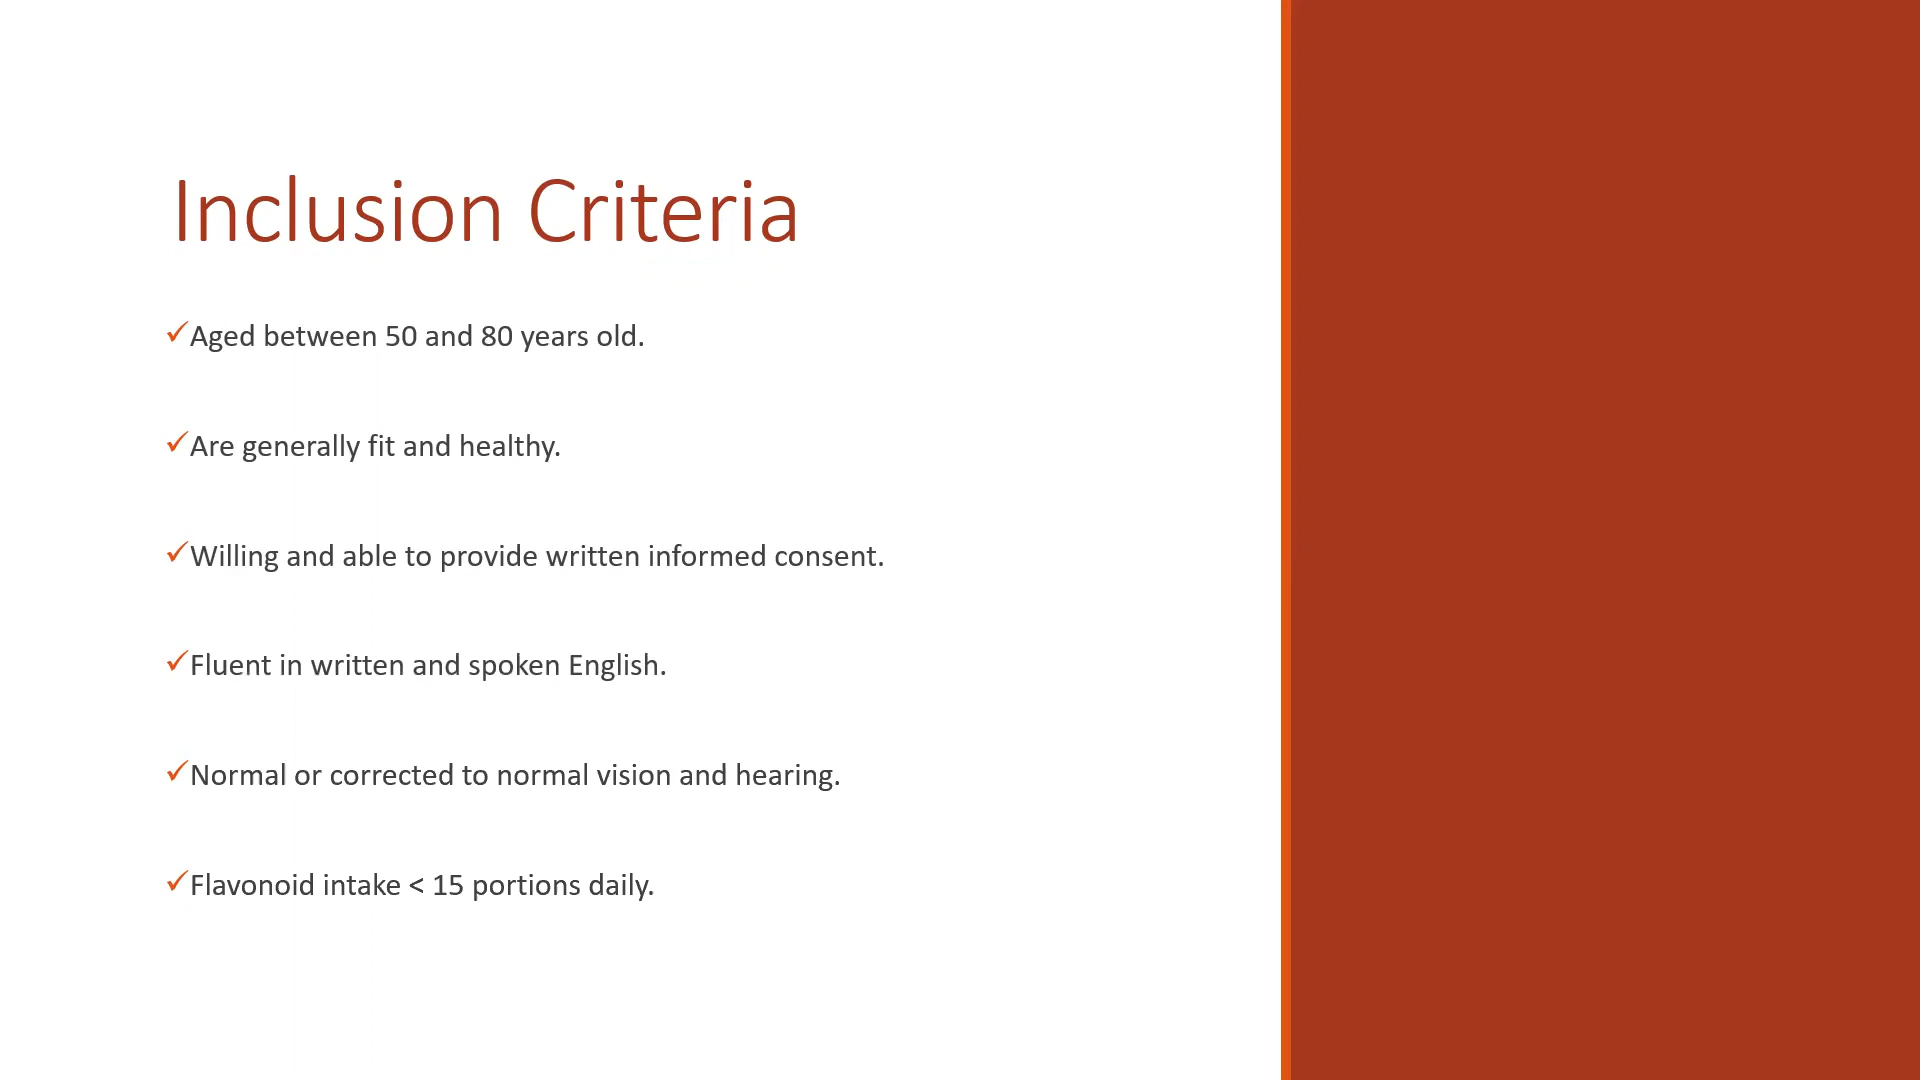 Inclusion Criteria
✓Aged between 50 and 80 years old.
✓Are generally fit and healthy.
✓Willing and able to provide written informed consent.
✓Fluent in written and spoken English.
✓Normal or corrected to normal vision and hearing.
✓Flavonoid intake < 15 portions daily.